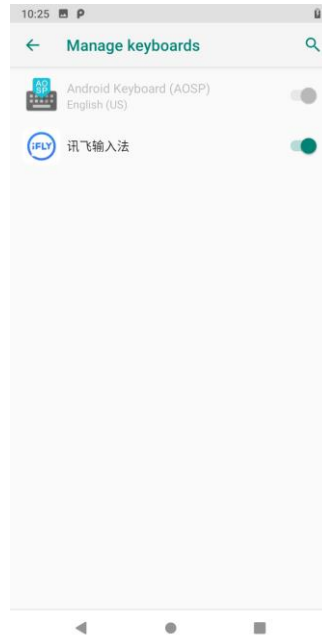 10:25
Manage keyboards
AO
SP
Android Keyboard (AOSP)
English (US)
iFLY
讯飞输入法